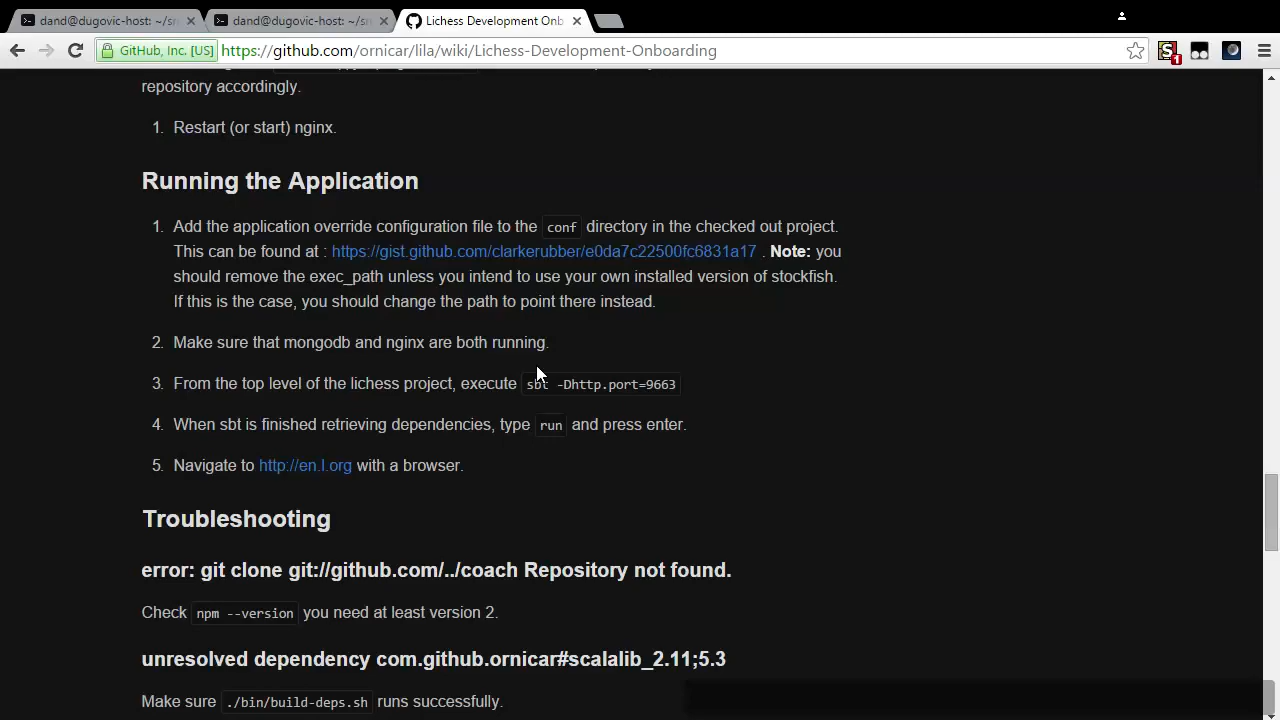 dand@dugovic-host: ~/sr
dand@dugovic-host: ~/sr
Lichess Development Onb
GitHub, Inc. [US]
https://github.com/ornicar/lila/wiki/Lichess-Development-Onboarding
1
repository accordingly.
1. Restart (or start) nginx.
Running the Application
1. Add the application override configuration file to the conf directory in the checked out project.
This can be found at : https://gist.github.com/clarkerubber/e0da7c22500fc6831a17 . Note: you
should remove the exec_path unless you intend to use your own installed version of stockfish.
If this is the case, you should change the path to point there instead.
2. Make sure that mongodb and nginx are both running.
3. From the top level of the lichess project, execute sbt -Dhttp.port=9663
4. When sbt is finished retrieving dependencies, type run and press enter.
5. Navigate to http://en.l.org with a browser.
Troubleshooting
error: git clone git://github.com/../coach Repository not found.
Check npm --version you need at least version 2.
unresolved dependency com.github.ornicar#scalalib_2.11;5.3
Make sure ./bin/build-deps.sh runs successfully.